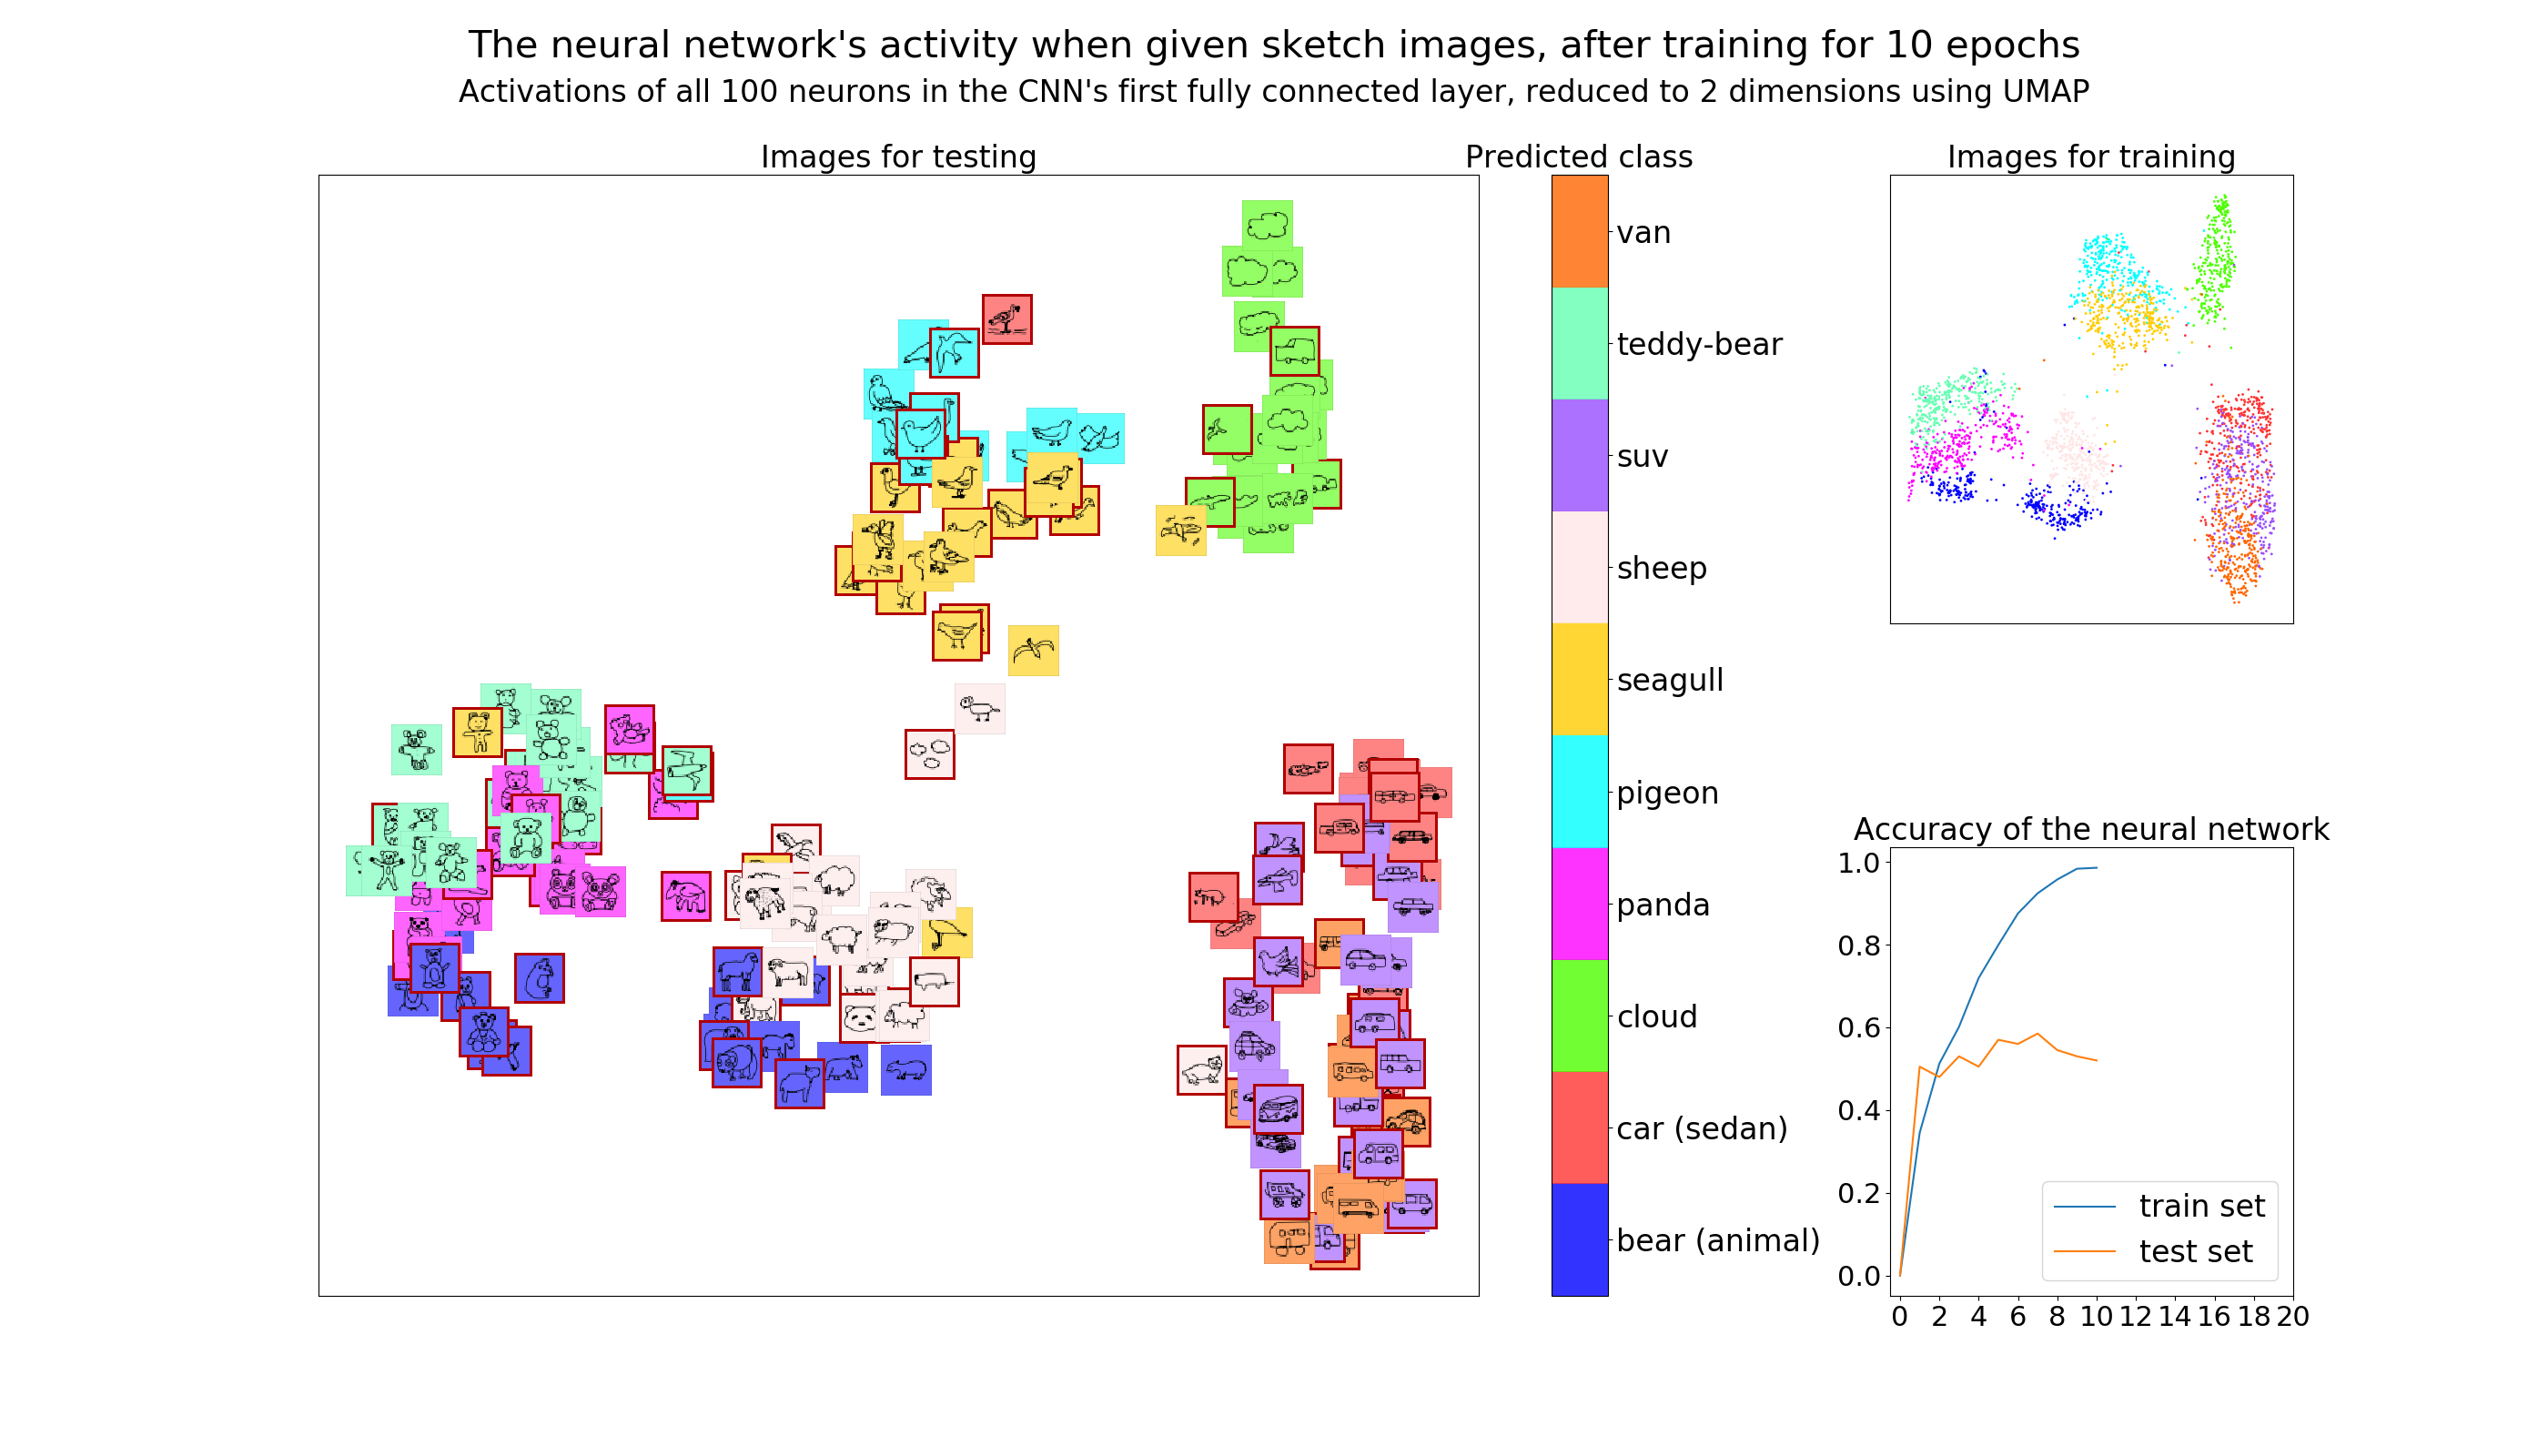 The neural network's activity when given sketch images, after training for 10 epochs
Activations of all 100 neurons in the CNN's first fully connected layer, reduced to 2 dimensions using UMAP
Images for testing
Predicted class
van
teddy-bear
suv
sheep
seagull
pigeon
panda
cloud
car (sedan)
bear (animal)
Images for training
Accuracy of the neural network
1.0
0.8
0.6
0.4
0.2
0.0
train set
test set
0 2 4 6 8 10 12 14 16 18 20